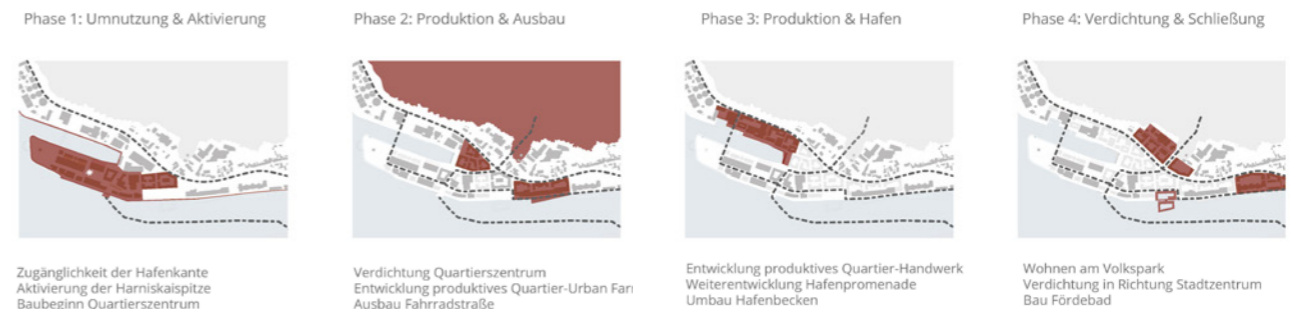 Phase 1: Umnutzung & Aktivierung
Zugänglichkeit der Hafenkante
Aktivierung der Harniskaispitze
Baubeginn Quartierszentrum
Phase 2: Produktion & Ausbau
Verdichtung Quartierszentrum
Entwicklung produktives Quartier-Urban
Ausbau Fahrradstraße
Phase 3: Produktion & Hafen
Entwicklung produktives Quartier-Handwerk
Weiterentwicklung Hafenpromenade
Umbau Hafenbecken
Phase 4: Verdichtung & Schließung
Wohnen am Volkspark
Verdichtung in Richtung Stadtzentrum
Bau Fördebad